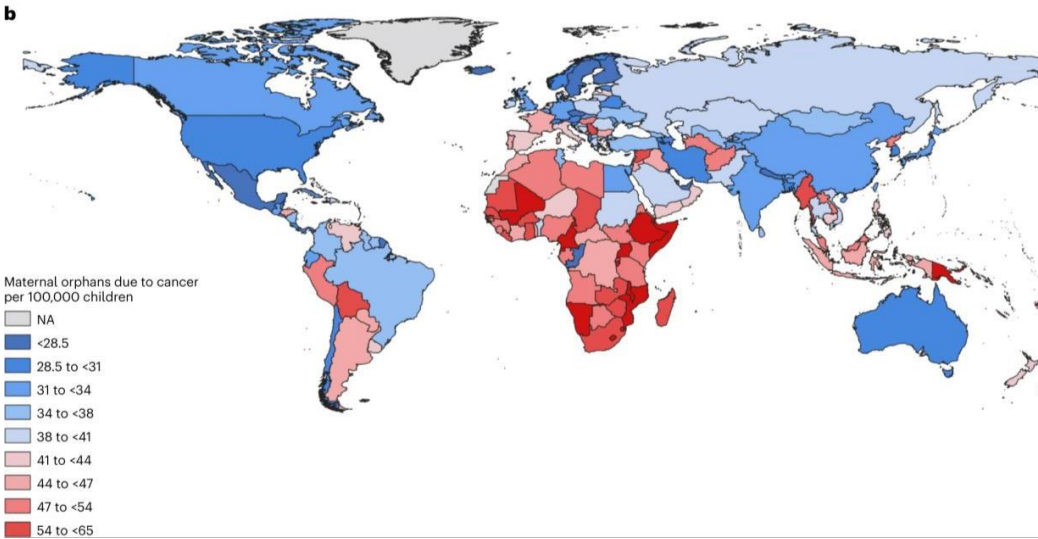 b
Maternal orphans due to cancer
per 100,000 children
NA
<28.5
28.5 to <31
31 to <34
34 to <38
38 to <41
41 to <44
44 to <47
47 to <54
54 to <65